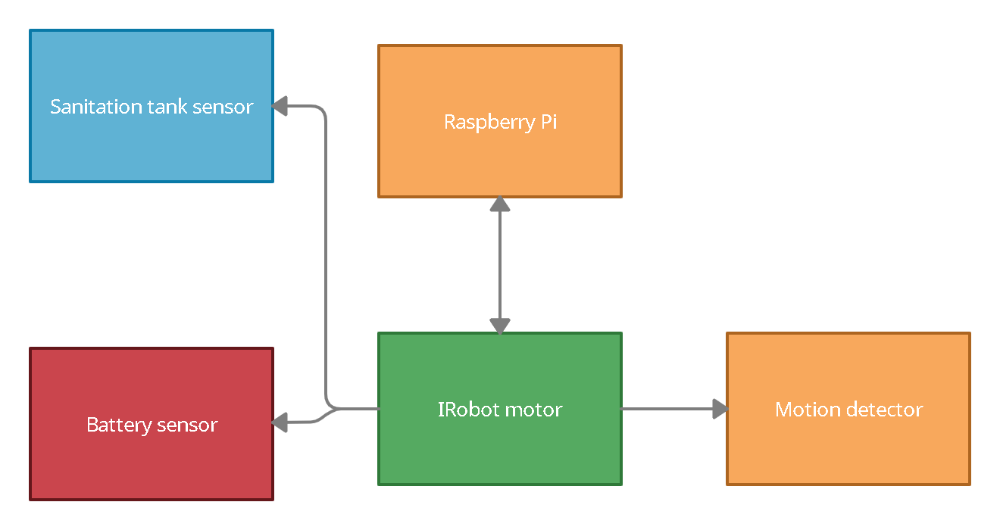 Sanitation tank sensor
Raspberry Pi
Battery sensor
IRobot motor
Motion detector